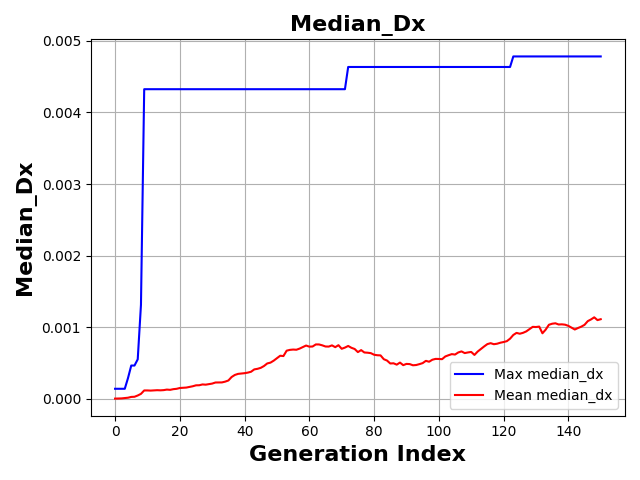 Median_Dx
Median_Dx
0.005
0.004
0.003
0.002
0.001
0.000
0 20 40 60 80 100 120 140
Generation Index
Max median_dx
Mean median_dx